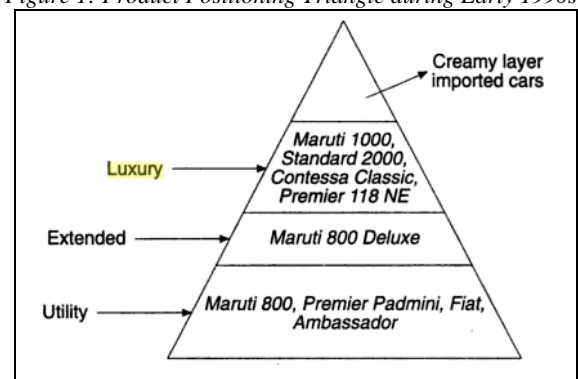 Figure 1: Product Positioning Triangle during Early 1990s
Creamy layer
imported cars
Luxury
Maruti 1000,
Standard 2000,
Contessa Classic,
Premier 118 NE
Extended
Maruti 800 Deluxe
Utility
Maruti 800, Premier Padmini, Fiat,
Ambassador